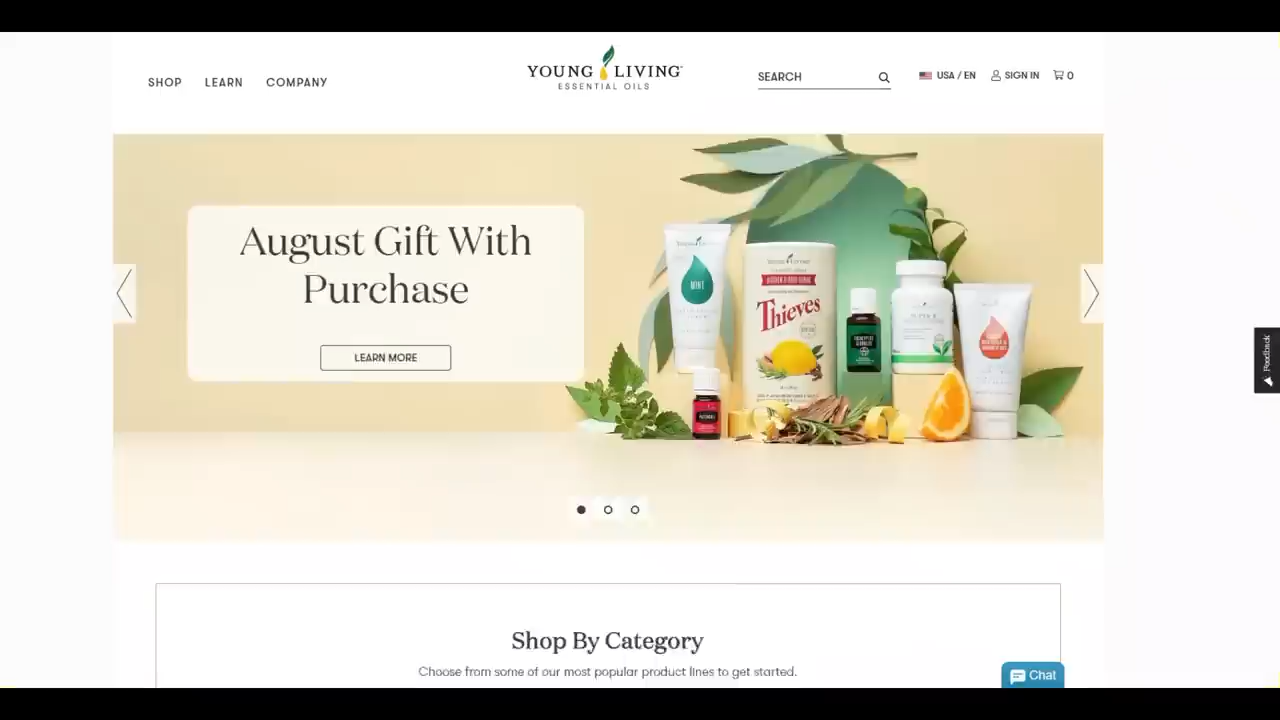 SHOP LEARN COMPANY
YOUNG LIVING
ESSENTIAL OILS
SEARCH
USA / EN SIGN IN 0
August Gift With
Purchase
LEARN MORE
MINT
Thieves
Feedback
Shop By Category
Choose from some of our most popular product lines to get started.
Chat